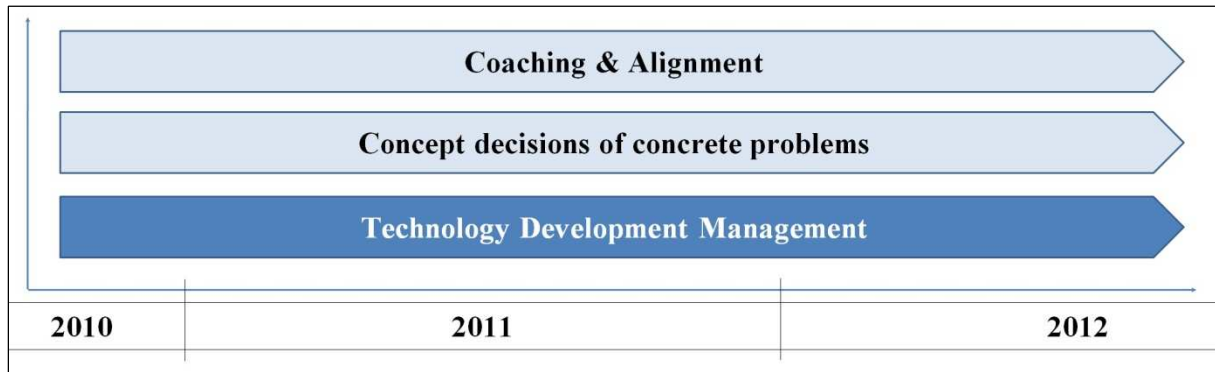 Coaching & Alignment
Concept decisions of concrete problems
Technology Development Management
2010 2011 2012